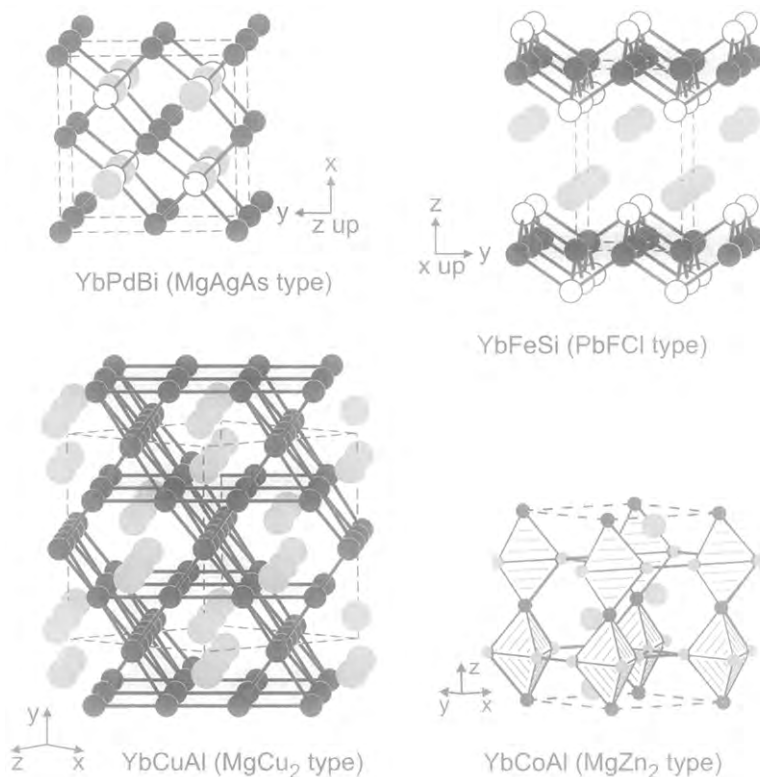 x
y
z up
YbPdBi (MgAgAs type)
z
x up
y
YbFeSi (PbFCl type)
y
z
x
YbCuAl (MgCu₂ type)
z
y
x
YbCoAl (MgZn₂ type)